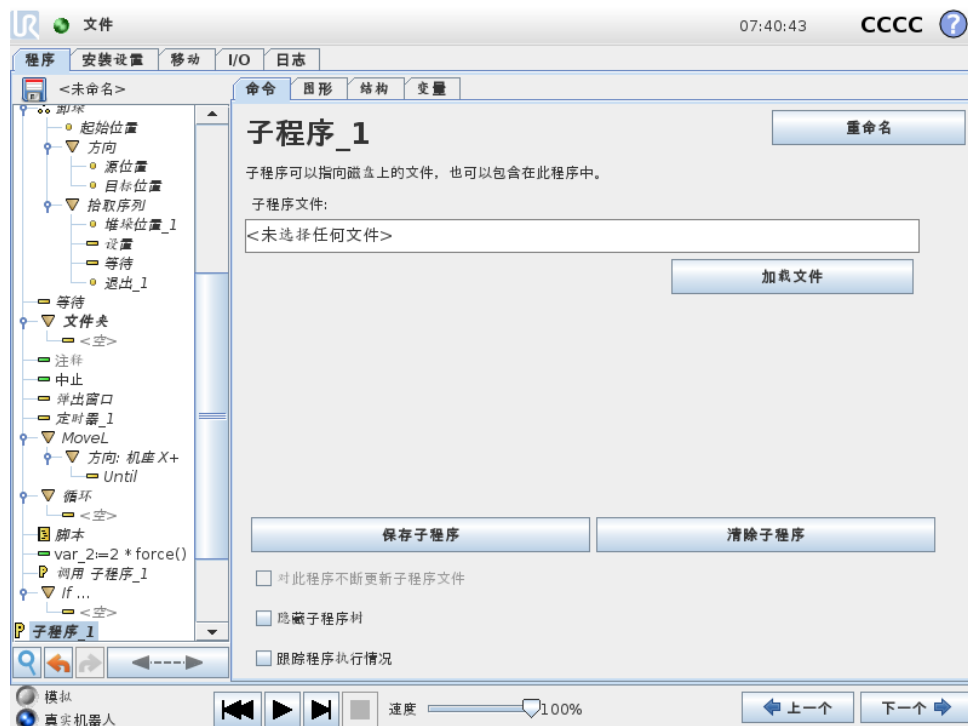 UR 文件 07:40:43 CCCC ?
程序 安装设置 移动 I/O 日志
<未命名> 命令 图形 结构 变量
卸垛
起始位置
方向
源位置
目标位置
拾取序列
堆垛位置_1
设置
等待
退出_1
等待
文件夹
<空>
注释
中止
弹出窗口
定时器_1
MoveL
方向: 机座 X+
Until
循环
<空>
脚本
var_2:=2 * force()
调用 子程序_1
If ...
<空>
P 子程序_1
子程序_1
重命名
子程序可以指向磁盘上的文件，也可以包含在此程序中。
子程序文件:
<未选择任何文件>
加载文件
保存子程序 清除子程序
对此程序不断更新子程序文件
隐藏子程序树
跟踪程序执行情况
模拟
真实机器人
速度 100%
上一个 下一个